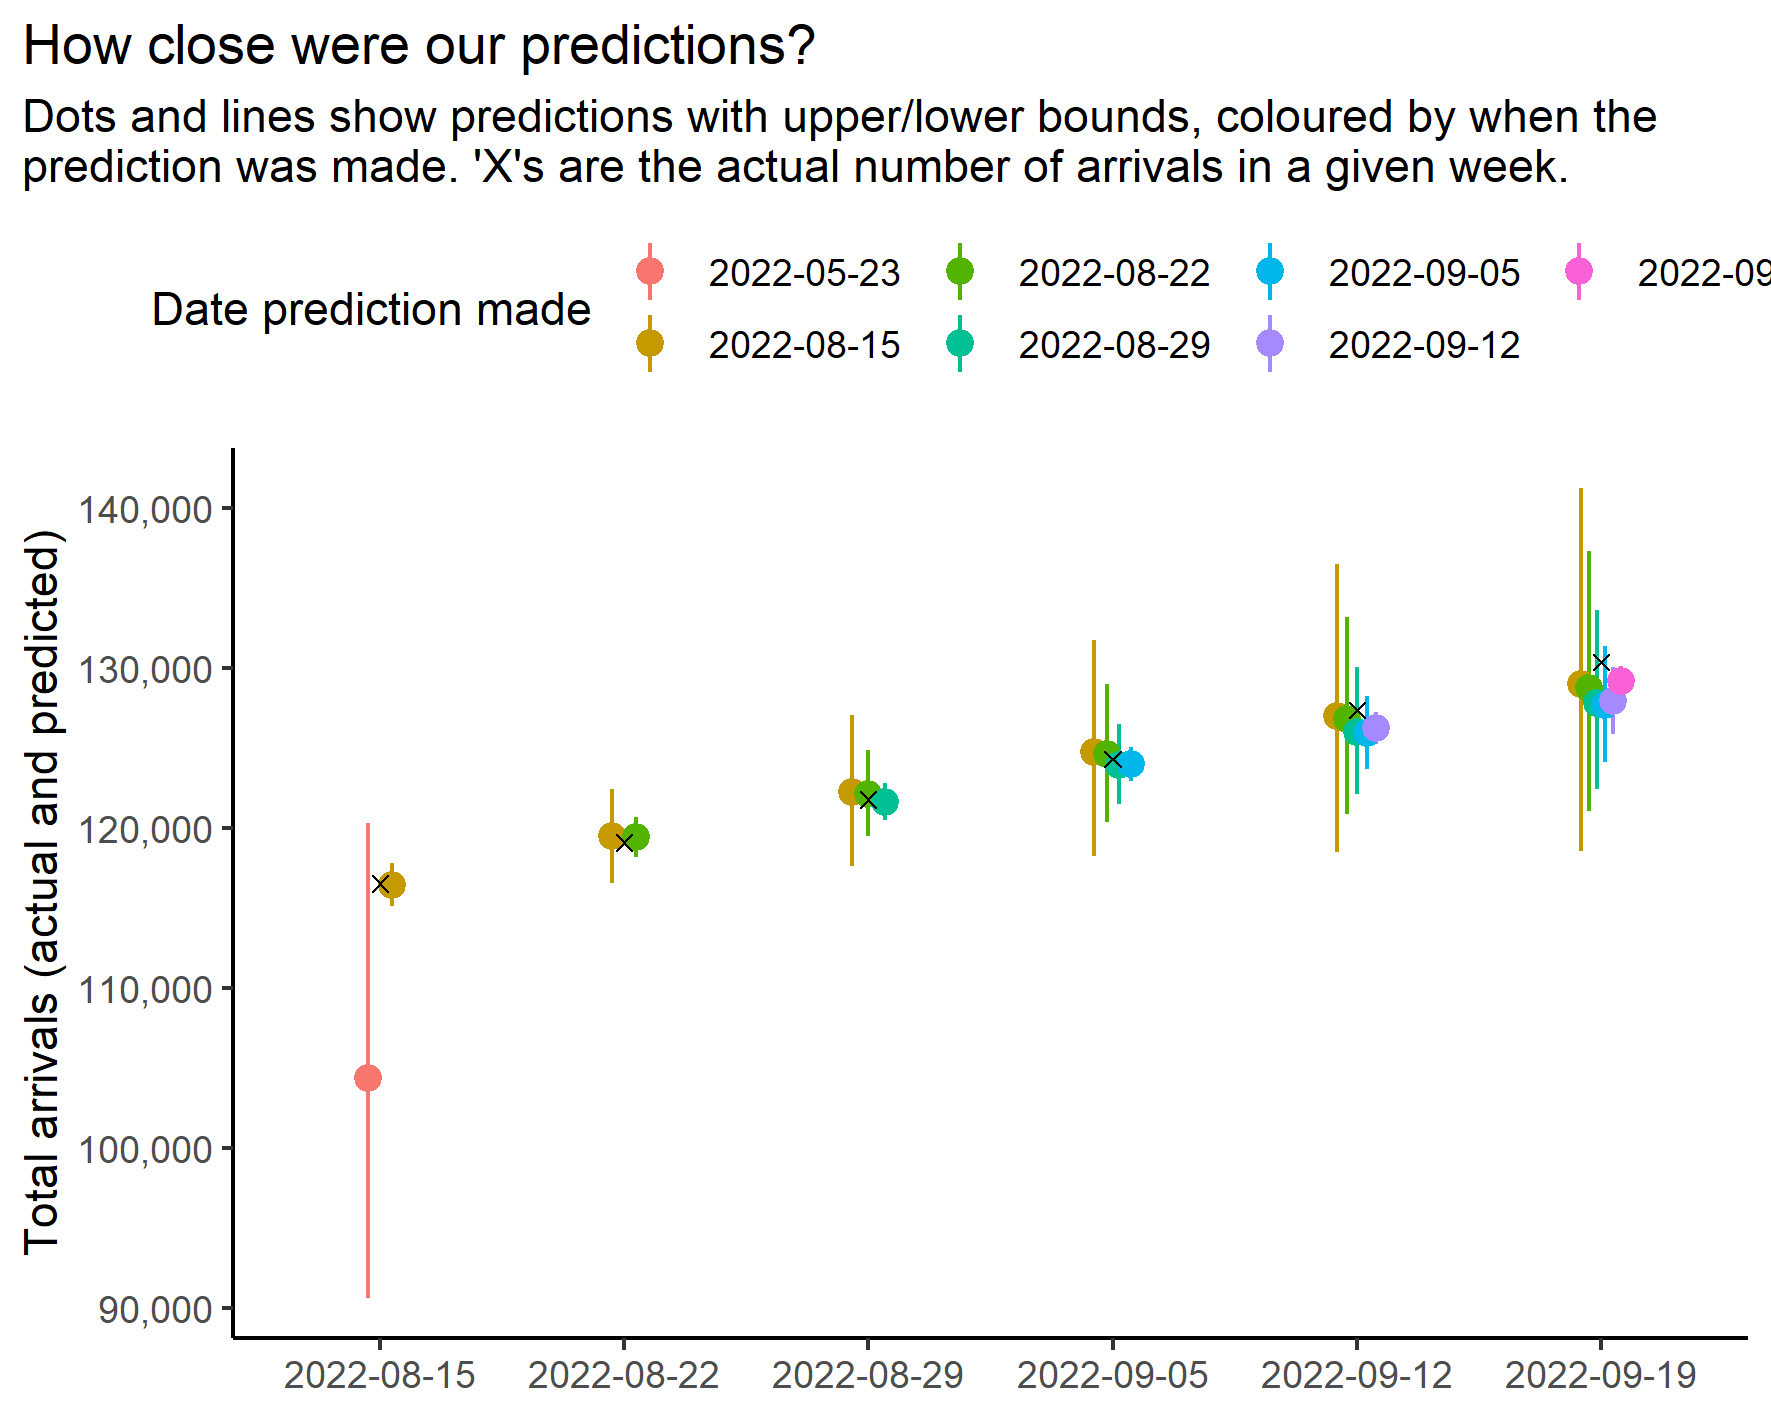 How close were our predictions?
Dots and lines show predictions with upper/lower bounds, coloured by when the
prediction was made. 'X's are the actual number of arrivals in a given week.
Date prediction made
2022-05-23 2022-08-22 2022-09-05 2022-09
2022-08-15 2022-08-29 2022-09-12
Total arrivals (actual and predicted)
140,000
130,000
120,000
110,000
100,000
90,000
2022-08-15 2022-08-22 2022-08-29 2022-09-05 2022-09-12 2022-09-19